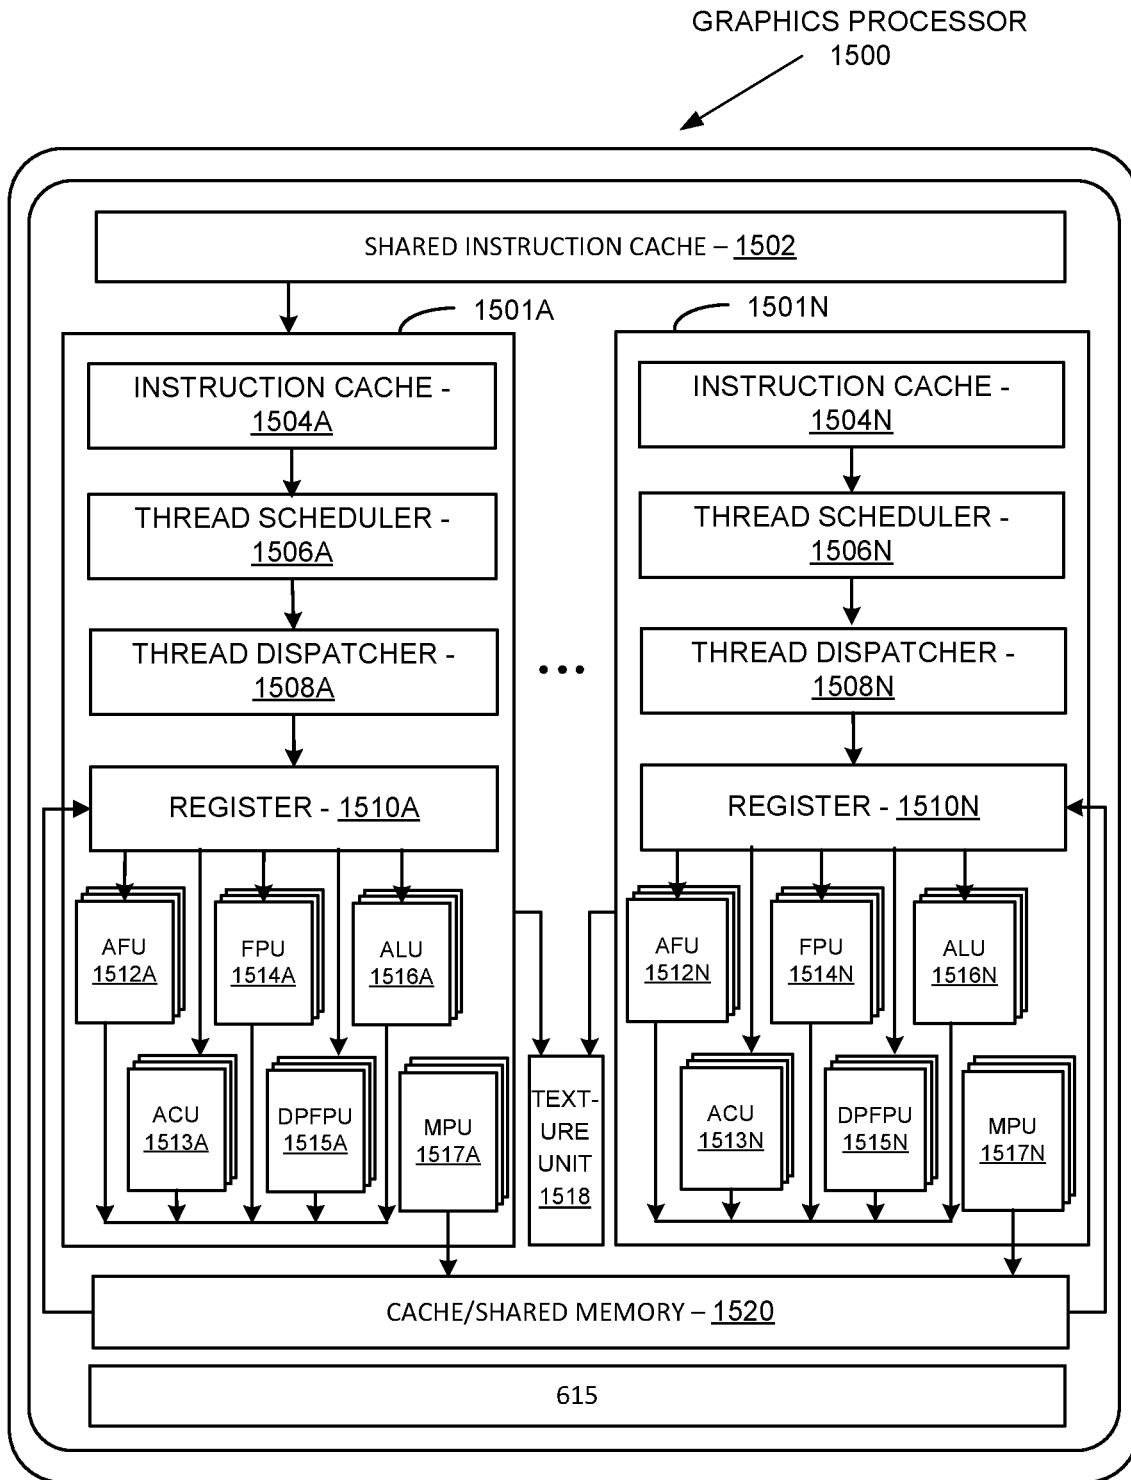 GRAPHICS PROCESSOR
1500
SHARED INSTRUCTION CACHE – 1502
1501A
1501N
INSTRUCTION CACHE -
1504A
THREAD SCHEDULER -
1506A
THREAD DISPATCHER -
1508A
REGISTER - 1510A
AFU
1512A
FPU
1514A
ALU
1516A
ACU
1513A
DPFPU
1515A
MPU
1517A
TEXT-
URE
UNIT
1518
INSTRUCTION CACHE -
1504N
THREAD SCHEDULER -
1506N
THREAD DISPATCHER -
1508N
REGISTER - 1510N
AFU
1512N
FPU
1514N
ALU
1516N
ACU
1513N
DPFPU
1515N
MPU
1517N
CACHE/SHARED MEMORY – 1520
615